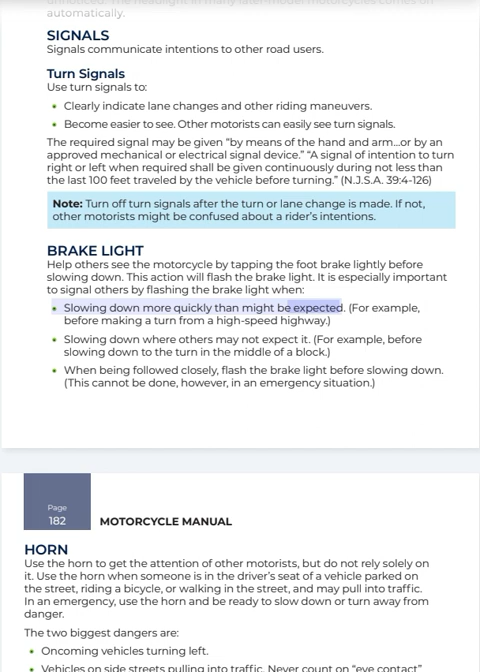 automatically.
SIGNALS
Signals communicate intentions to other road users.
Turn Signals
Use turn signals to:
• Clearly indicate lane changes and other riding maneuvers.
• Become easier to see. Other motorists can easily see turn signals.
The required signal may be given “by means of the hand and arm...or by an
approved mechanical or electrical signal device.” “A signal of intention to turn
right or left when required shall be given continuously during not less than
the last 100 feet traveled by the vehicle before turning.” (N.J.S.A. 39:4-126)
Note: Turn off turn signals after the turn or lane change is made. If not,
other motorists might be confused about a rider’s intentions.
BRAKE LIGHT
Help others see the motorcycle by tapping the foot brake lightly before
slowing down. This action will flash the brake light. It is especially important
to signal others by flashing the brake light when:
• Slowing down more quickly than might be expected. (For example,
before making a turn from a high-speed highway.)
• Slowing down where others may not expect it. (For example, before
slowing down to the turn in the middle of a block.)
• When being followed closely, flash the brake light before slowing down.
(This cannot be done, however, in an emergency situation.)
Page
182
MOTORCYCLE MANUAL
HORN
Use the horn to get the attention of other motorists, but do not rely solely on
it. Use the horn when someone is in the driver’s seat of a vehicle parked on
the street, riding a bicycle, or walking in the street, and may pull into traffic.
In an emergency, use the horn and be ready to slow down or turn away from
danger.
The two biggest dangers are:
• Oncoming vehicles turning left.
• Vehicles on side streets pulling into traffic. Never count on “eye contact”